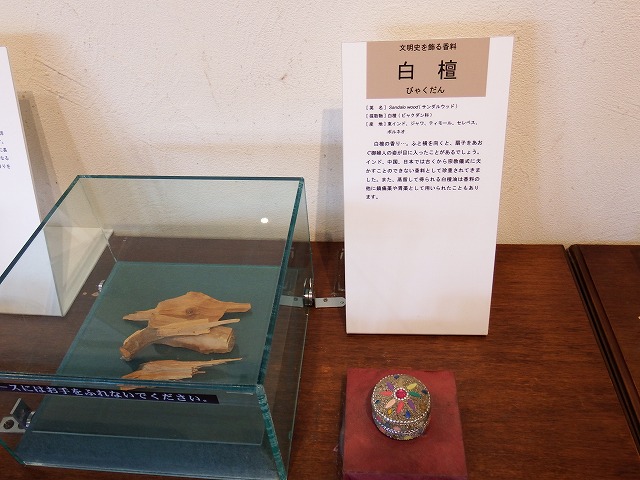 文明史を飾る香料
白檀
びゃくだん
[英 名] Sandalo wood(サンダルウッド)
[植取動] 白檀(ビャクダン科)
[産 地] 東インド、ジャワ、ティモール、セレベス、
ボルネオ
白檀の香り…。ふと横を向くと、扇子をあお
ぐ御婦人の姿が目に入ったことがあるでしょう。
インド、中国、日本では古くから宗教儀式に欠
かすことのできない香料として珍重されてきま
した。また、蒸留して得られる白檀油は香料の
他に鎮痛薬や胃薬として用いられたこともあり
ます。
ースにはお手をふれないでください。